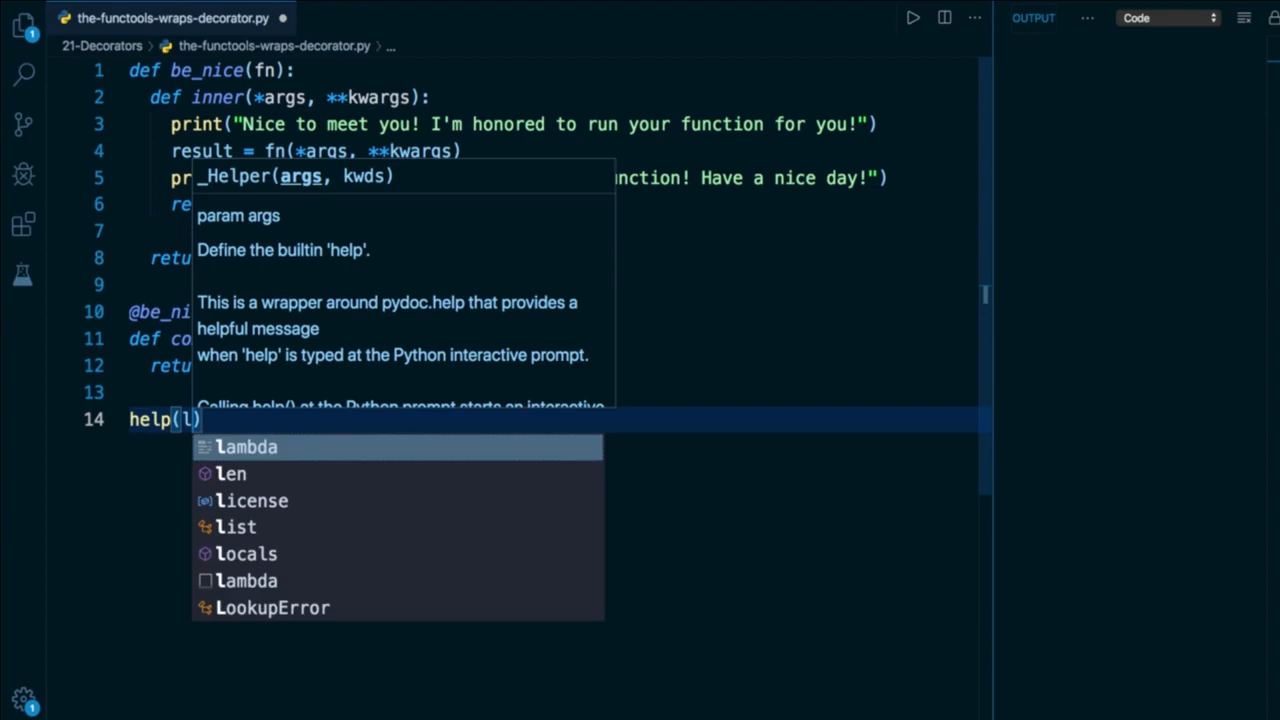 the-functools-wraps-decorator.py
OUTPUT
Code
21-Decorators > the-functools-wraps-decorator.py > ...
1 def be_nice(fn):
2 def inner(*args, **kwargs):
3 print("Nice to meet you! I'm honored to run your function for you!")
4 result = fn(*args, **kwargs)
5 pr nction! Have a nice day!")
6 re
7
8 retu
9
10 @be_ni
11 def co
12 retu
13
14 help(l)
_Helper(args, kwds)
param args
Define the builtin 'help'.
This is a wrapper around pydoc.help that provides a
helpful message
when 'help' is typed at the Python interactive prompt.
Calling help() at the Python prompt starts an interactive
lambda
len
license
list
locals
lambda
LookupError
1
1